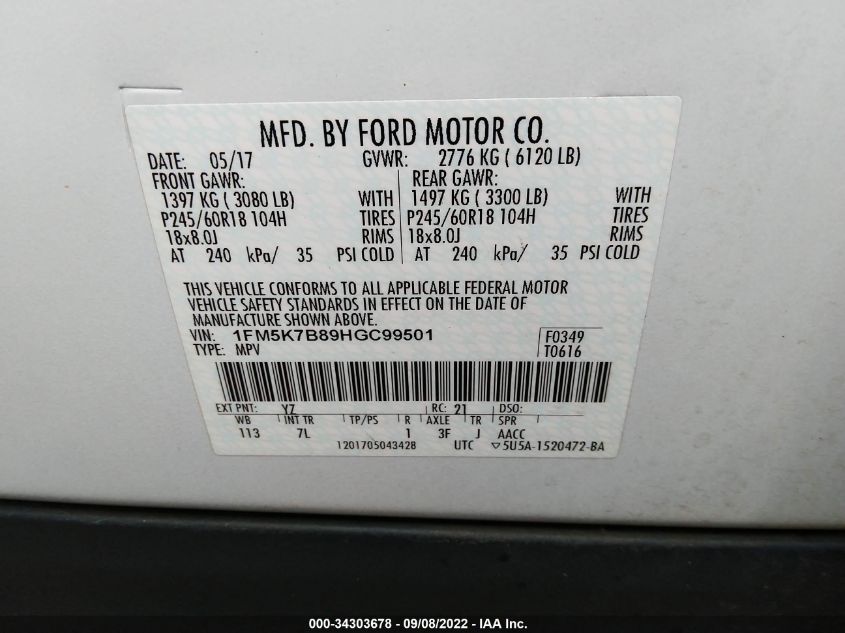 MFD. BY FORD MOTOR CO.
DATE: 05/17 GVWR: 2776 KG ( 6120 LB)
FRONT GAWR: REAR GAWR:
1397 KG ( 3080 LB) WITH 1497 KG ( 3300 LB) WITH
P245/60R18 104H TIRES P245/60R18 104H TIRES
18x8.0J RIMS 18x8.0J RIMS
AT 240 kPa/ 35 PSI COLD AT 240 kPa/ 35 PSI COLD
THIS VEHICLE CONFORMS TO ALL APPLICABLE FEDERAL MOTOR
VEHICLE SAFETY STANDARDS IN EFFECT ON THE DATE OF
MANUFACTURE SHOWN ABOVE.
VIN: 1FM5K7B89HGC99501 F0349
TYPE: MPV T0616
EXT PNT: YZ RC: 21 DSO:
WB INT TR TP/PS R AXLE TR SPR
113 7L 1 3F J AACC
1201705043428 UTC ▽5U5A-1520472-BA
000-34303678 - 09/08/2022 - IAA Inc.